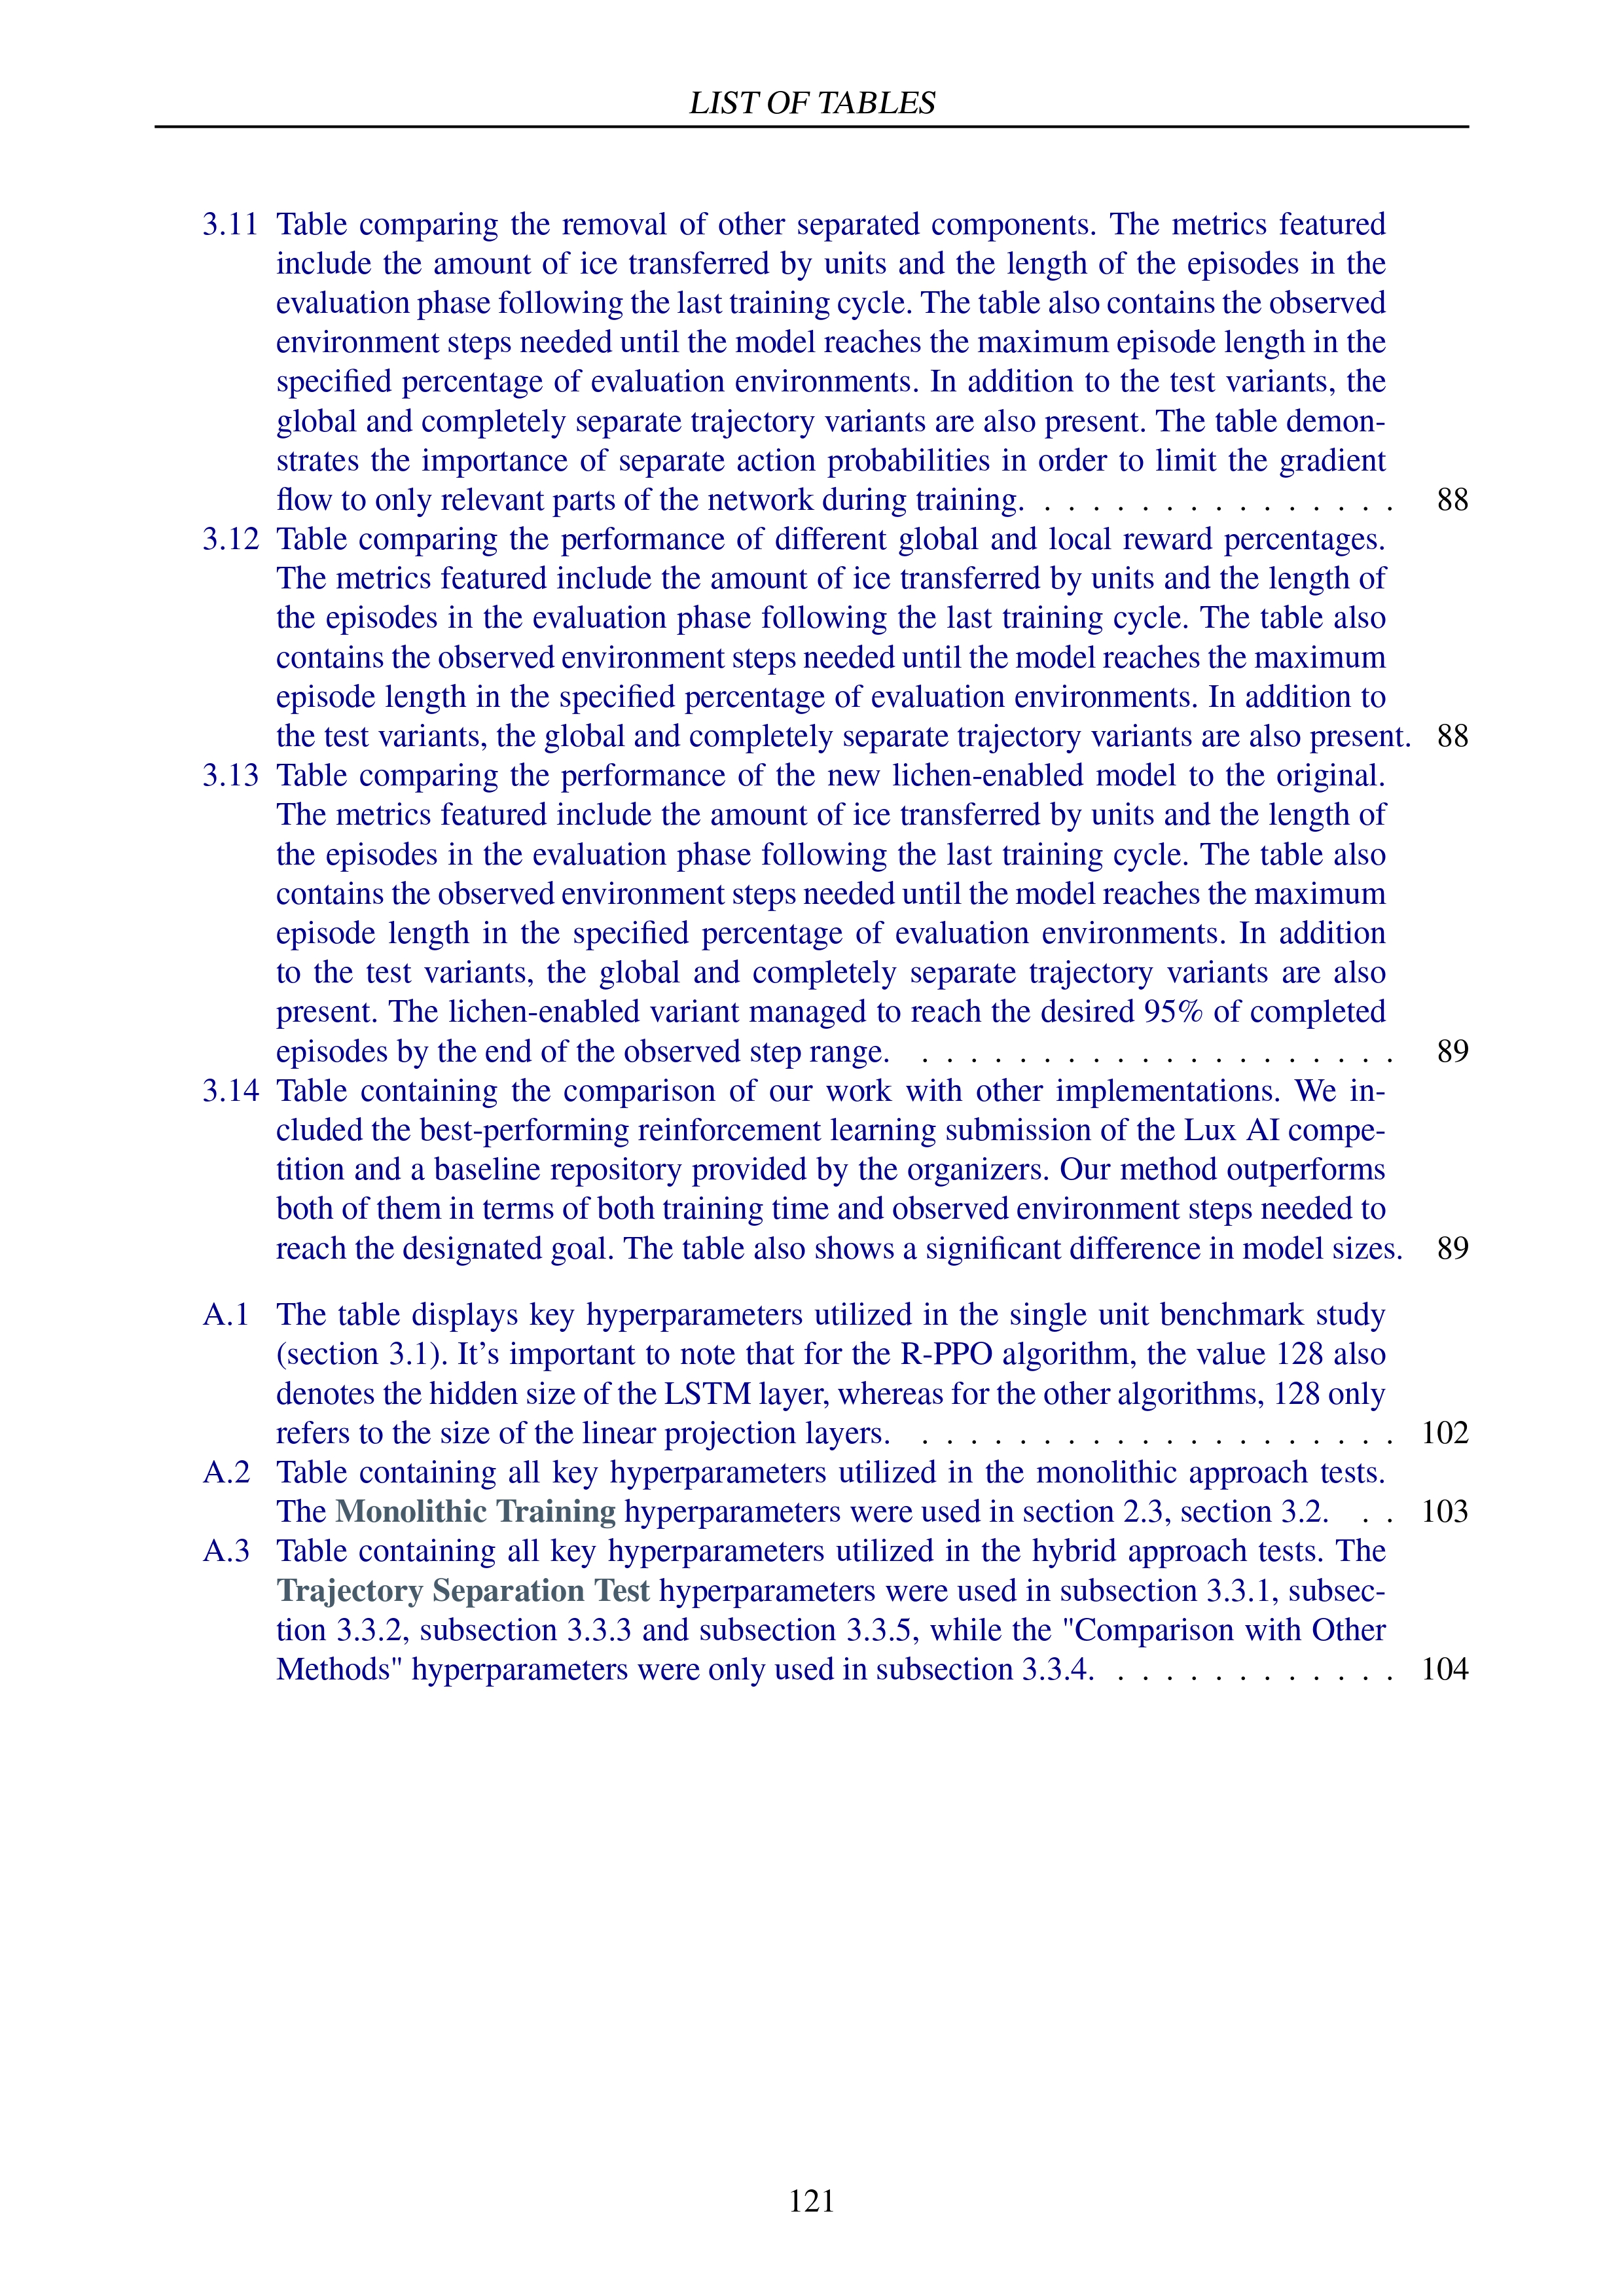 LIST OF TABLES
3.11 Table comparing the removal of other separated components. The metrics featured
include the amount of ice transferred by units and the length of the episodes in the
evaluation phase following the last training cycle. The table also contains the observed
environment steps needed until the model reaches the maximum episode length in the
specified percentage of evaluation environments. In addition to the test variants, the
global and completely separate trajectory variants are also present. The table demon-
strates the importance of separate action probabilities in order to limit the gradient
flow to only relevant parts of the network during training. . . . . . . . . . . . . . . . 88
3.12 Table comparing the performance of different global and local reward percentages.
The metrics featured include the amount of ice transferred by units and the length of
the episodes in the evaluation phase following the last training cycle. The table also
contains the observed environment steps needed until the model reaches the maximum
episode length in the specified percentage of evaluation environments. In addition to
the test variants, the global and completely separate trajectory variants are also present. 88
3.13 Table comparing the performance of the new lichen-enabled model to the original.
The metrics featured include the amount of ice transferred by units and the length of
the episodes in the evaluation phase following the last training cycle. The table also
contains the observed environment steps needed until the model reaches the maximum
episode length in the specified percentage of evaluation environments. In addition
to the test variants, the global and completely separate trajectory variants are also
present. The lichen-enabled variant managed to reach the desired 95% of completed
episodes by the end of the observed step range. . . . . . . . . . . . . . . . . . . . . 89
3.14 Table containing the comparison of our work with other implementations. We in-
cluded the best-performing reinforcement learning submission of the Lux AI compe-
tition and a baseline repository provided by the organizers. Our method outperforms
both of them in terms of both training time and observed environment steps needed to
reach the designated goal. The table also shows a significant difference in model sizes. 89
A.1 The table displays key hyperparameters utilized in the single unit benchmark study
(section 3.1). It's important to note that for the R-PPO algorithm, the value 128 also
denotes the hidden size of the LSTM layer, whereas for the other algorithms, 128 only
refers to the size of the linear projection layers. . . . . . . . . . . . . . . . . . . . . 102
A.2 Table containing all key hyperparameters utilized in the monolithic approach tests.
The Monolithic Training hyperparameters were used in section 2.3, section 3.2. . . 103
A.3 Table containing all key hyperparameters utilized in the hybrid approach tests. The
Trajectory Separation Test hyperparameters were used in subsection 3.3.1, subsec-
tion 3.3.2, subsection 3.3.3 and subsection 3.3.5, while the "Comparison with Other
Methods" hyperparameters were only used in subsection 3.3.4. . . . . . . . . . . . . 104
121